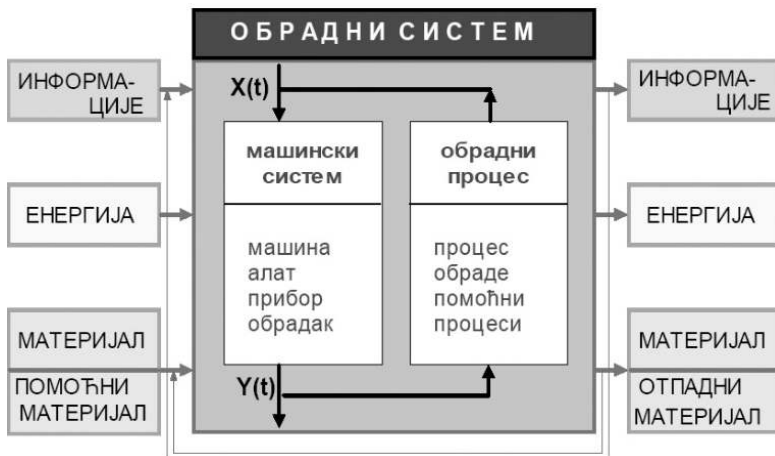 ОБРАДНИ СИСТЕМ
ИНФОРМА-
ЦИЈЕ
ЕНЕРГИЈА
МАТЕРИЈАЛ
ПОМОЋНИ
МАТЕРИЈАЛ
X(t)
машински
систем
машина
алат
прибор
обрадак
Y(t)
обрадни
процес
процес
обраде
помоћни
процеси
ИНФОРМА-
ЦИЈЕ
ЕНЕРГИЈА
МАТЕРИЈАЛ
ОТПАДНИ
МАТЕРИЈАЛ